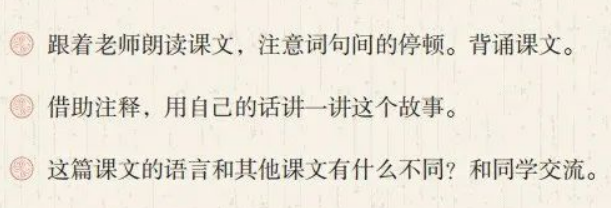 跟着老师朗读课文，注意词句间的停顿。背诵课文。
借助注释，用自己的话讲一讲这个故事。
这篇课文的语言和其他课文有什么不同？和同学交流。